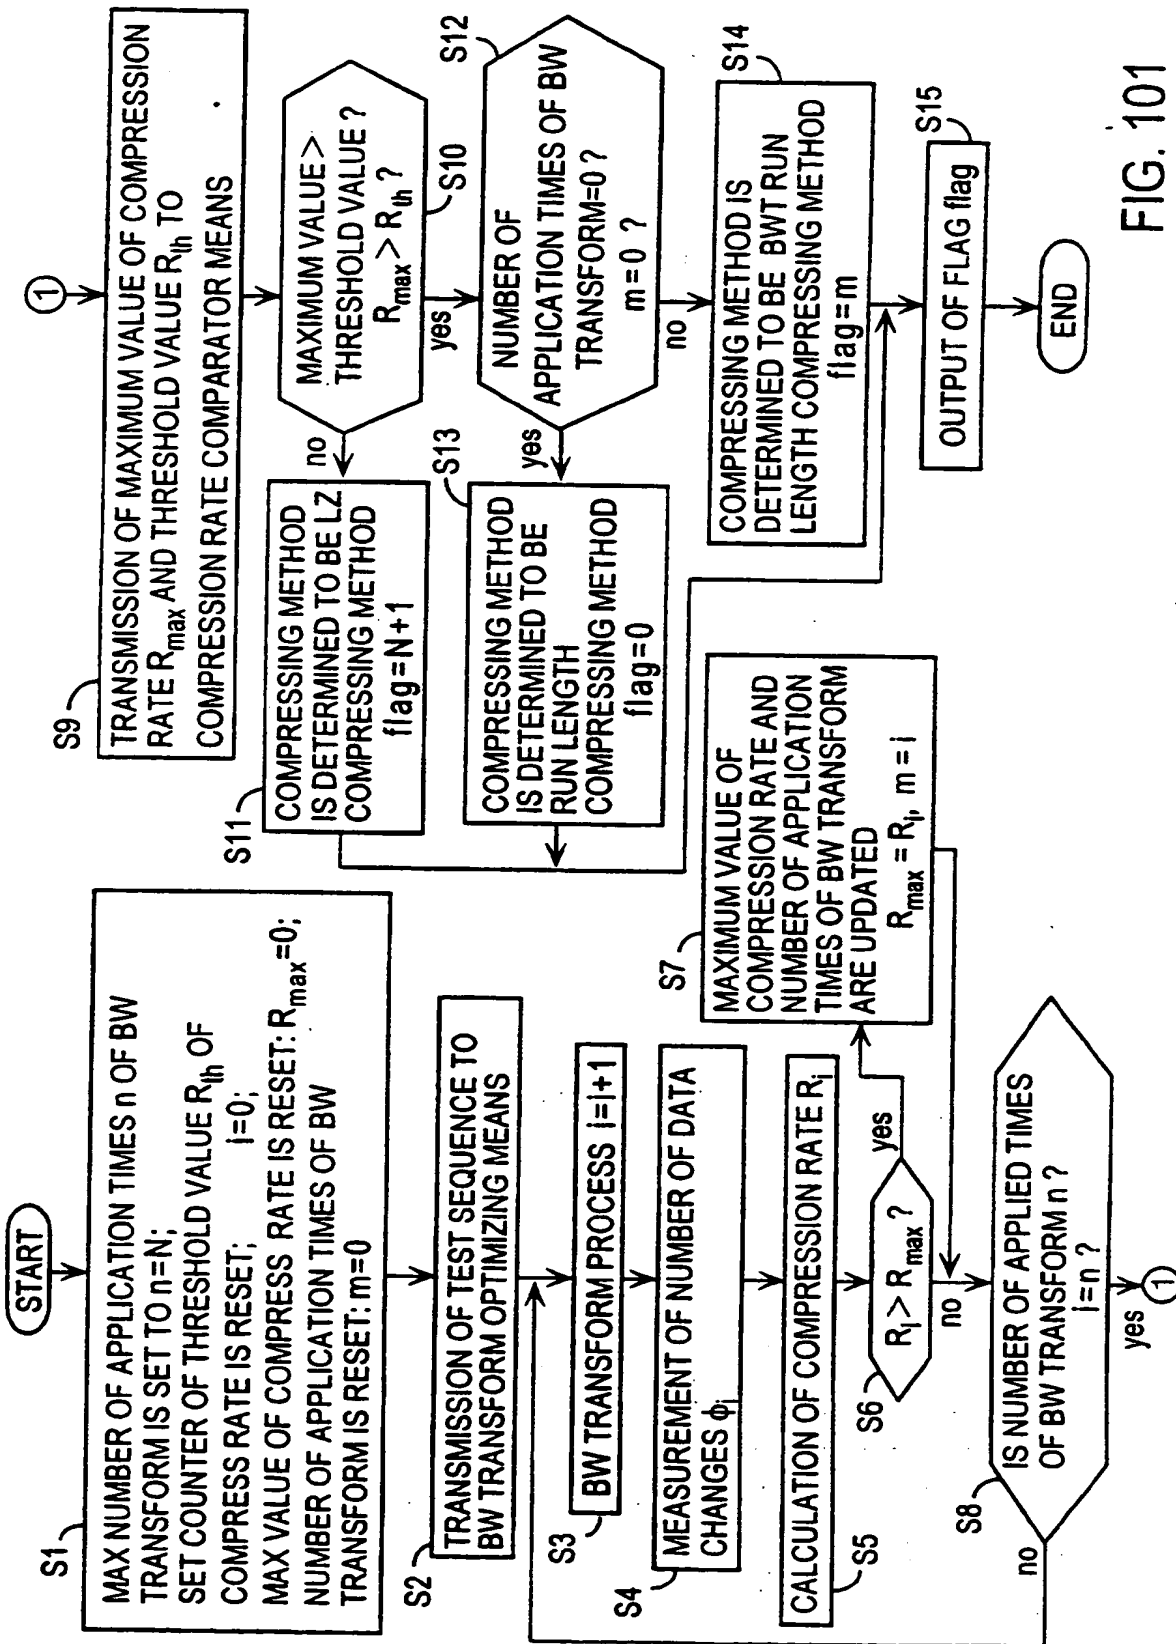 START
S1
MAX NUMBER OF APPLICATION TIMES n OF BW
TRANSFORM IS SET TO n=N;
SET COUNTER OF THRESHOLD VALUE Rth OF
COMPRESS RATE IS RESET; i=0;
MAX VALUE OF COMPRESS RATE IS RESET: Rmax=0;
NUMBER OF APPLICATION TIMES OF BW
TRANSFORM IS RESET: m=0
S2
TRANSMISSION OF TEST SEQUENCE TO
BW TRANSFORM OPTIMIZING MEANS
S3
BW TRANSFORM PROCESS i=i+1
S4
MEASUREMENT OF NUMBER OF DATA
CHANGES ϕi
S5
CALCULATION OF COMPRESSION RATE Ri
S6
Ri > Rmax ?
yes
no
S7
MAXIMUM VALUE OF
COMPRESSION RATE AND
NUMBER OF APPLICATION
TIMES OF BW TRANSFORM
ARE UPDATED
Rmax = Ri, m = i
S8
IS NUMBER OF APPLIED TIMES
OF BW TRANSFORM n ?
i=n ?
no
yes
1
1
S9
TRANSMISSION OF MAXIMUM VALUE OF COMPRESSION
RATE Rmax AND THRESHOLD VALUE Rth TO
COMPRESSION RATE COMPARATOR MEANS
MAXIMUM VALUE >
THRESHOLD VALUE ?
Rmax > Rth ?
S10
no
yes
S11
COMPRESSING METHOD
IS DETERMINED TO BE LZ
COMPRESSING METHOD
flag=N+1
S12
NUMBER OF
APPLICATION TIMES OF BW
TRANSFORM=0 ?
m=0 ?
yes
no
S13
COMPRESSING METHOD
IS DETERMINED TO BE
RUN LENGTH
COMPRESSING METHOD
flag=0
S14
COMPRESSING METHOD IS
DETERMINED TO BE BWT RUN
LENGTH COMPRESSING METHOD
flag=m
S15
OUTPUT OF FLAG flag
END
FIG. 101